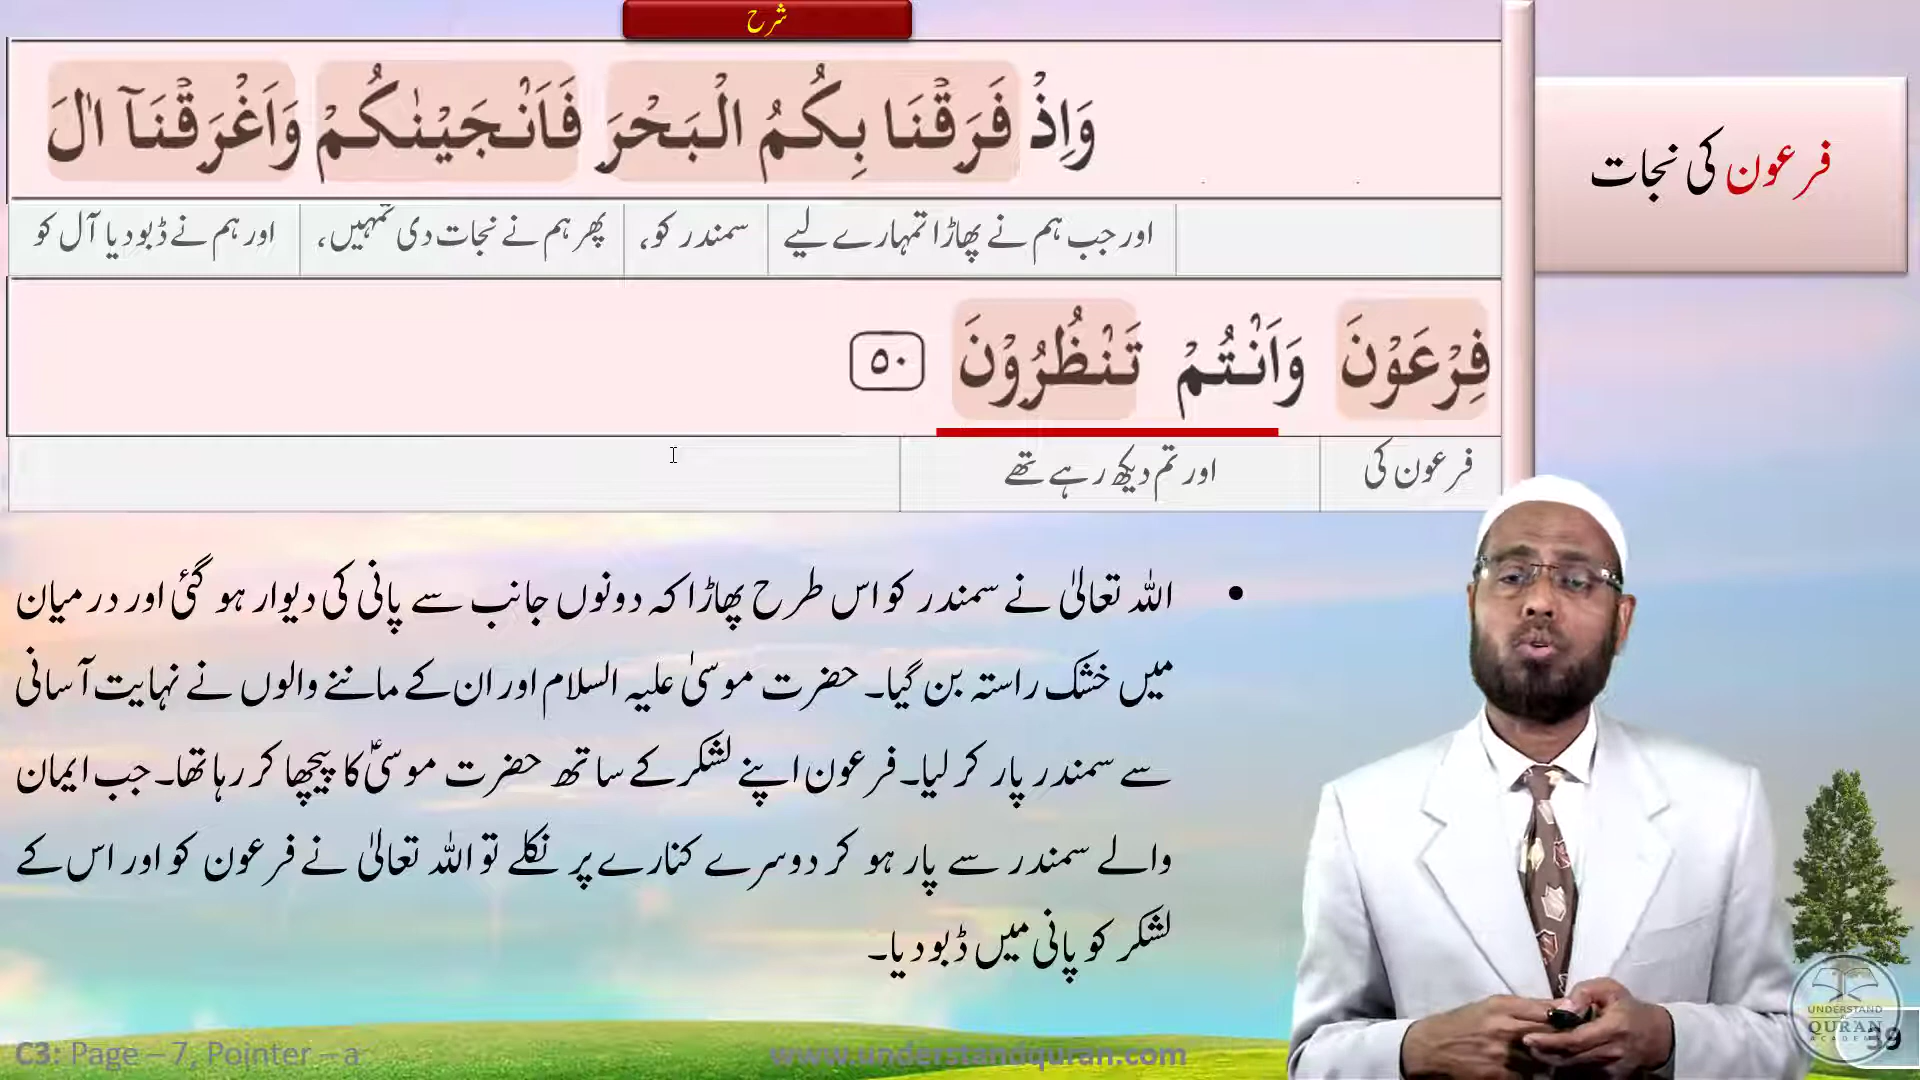 شرح
فرعون کی نجات
وَاِذْ فَرَقْنَا بِكُمُ الْبَحْرَ فَاَنْجَيْنٰكُمْ وَاَغْرَقْنَآ اٰلَ
اور جب ہم نے پھاڑا تمہارے لیے سمندر کو، پھر ہم نے نجات دی تمہیں، اور ہم نے ڈبو دیا آل کو
فِرْعَوْنَ وَاَنْتُمْ تَنْظُرُوْنَ ٥٠
فرعون کی اور تم دیکھ رہے تھے
• اللہ تعالیٰ نے سمندر کو اس طرح پھاڑا کہ دونوں جانب سے پانی کی دیوار ہو گئی اور درمیان
میں خشک راستہ بن گیا۔ حضرت موسیٰ علیہ السلام اور ان کے ماننے والوں نے نہایت آسانی
سے سمندر پار کر لیا۔ فرعون اپنے لشکر کے ساتھ حضرت موسیٰؑ کا پیچھا کر رہا تھا۔ جب ایمان
والے سمندر سے پار ہو کر دوسرے کنارے پر نکلے تو اللہ تعالیٰ نے فرعون کو اور اس کے
لشکر کو پانی میں ڈبو دیا۔
UNDERSTAND
QURAN
ACADEMY
39
C3: Page – 7, Pointer – a
www.understandquran.com